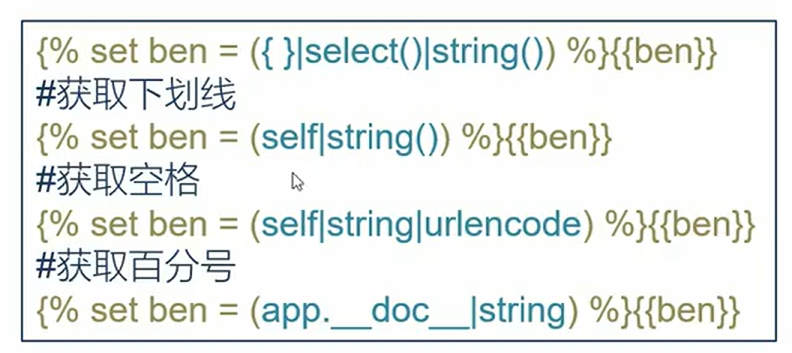 {% set ben = ({ }|select()|string()) %}{{ben}}
#获取下划线
{% set ben = (self|string()) %}{{ben}}
#获取空格
{% set ben = (self|string|urlencode) %}{{ben}}
#获取百分号
{% set ben = (app.__doc__|string) %}{{ben}}